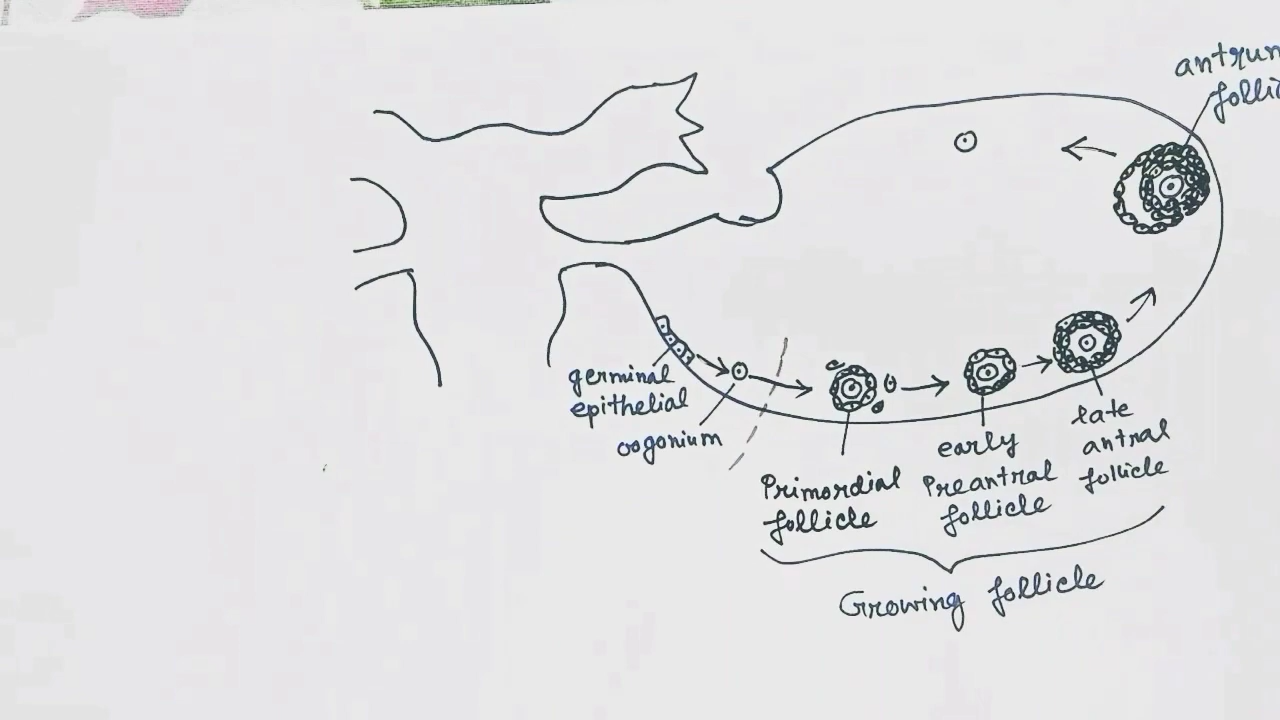 antrum
follic
germinal
epithelial
oogonium
Primordial
follicle
early
Preantral
follicle
late
antral
follicle
Growing follicle